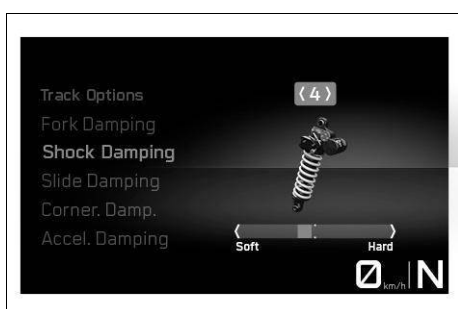 Track Options
⟨4⟩
Fork Damping
Shock Damping
Slide Damping
Corner. Damp.
Accel. Damping
Soft
Hard
0 km/h N